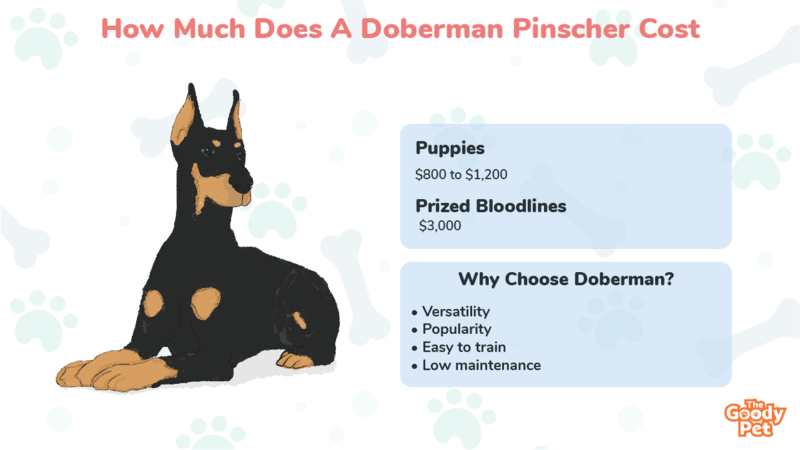 How Much Does A Doberman Pinscher Cost
Puppies
$800 to $1,200
Prized Bloodlines
$3,000
Why Choose Doberman?
• Versatility
• Popularity
• Easy to train
• Low maintenance
The
Goody
Pet